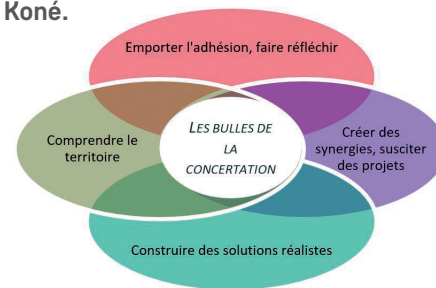 Koné.
Emporter l'adhésion, faire réfléchir
Comprendre le
territoire
LES BULLES DE
LA
CONCERTATION
Créer des
synergies, susciter
des projets
Construire des solutions réalistes